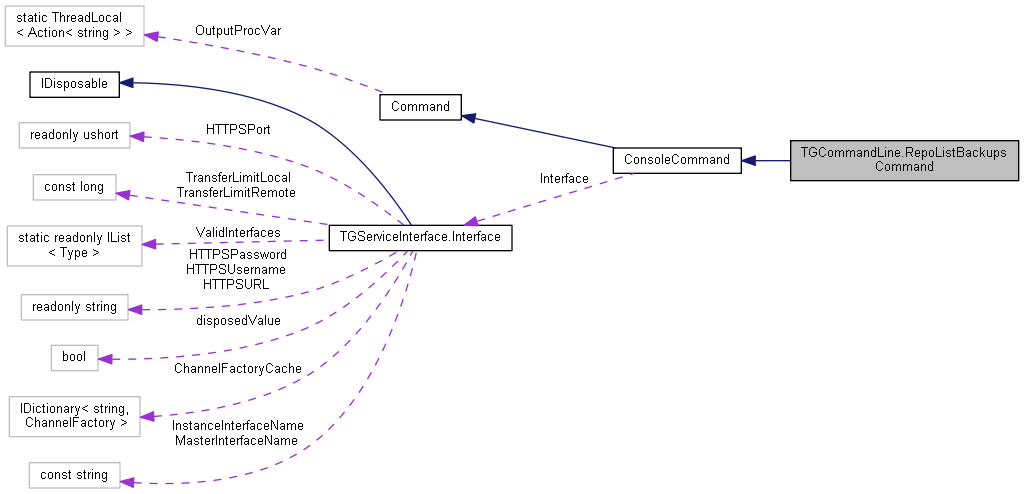 static ThreadLocal
< Action< string > >
OutputProcVar
IDisposable
Command
readonly ushort
HTTPSPort
ConsoleCommand
TGCommandLine.RepoListBackups
Command
const long
TransferLimitLocal
TransferLimitRemote
Interface
static readonly IList
< Type >
ValidInterfaces
TGServiceInterface.Interface
HTTPSPassword
HTTPSUsername
HTTPSURL
readonly string
disposedValue
bool
ChannelFactoryCache
IDictionary< string,
ChannelFactory >
InstanceInterfaceName
MasterInterfaceName
const string